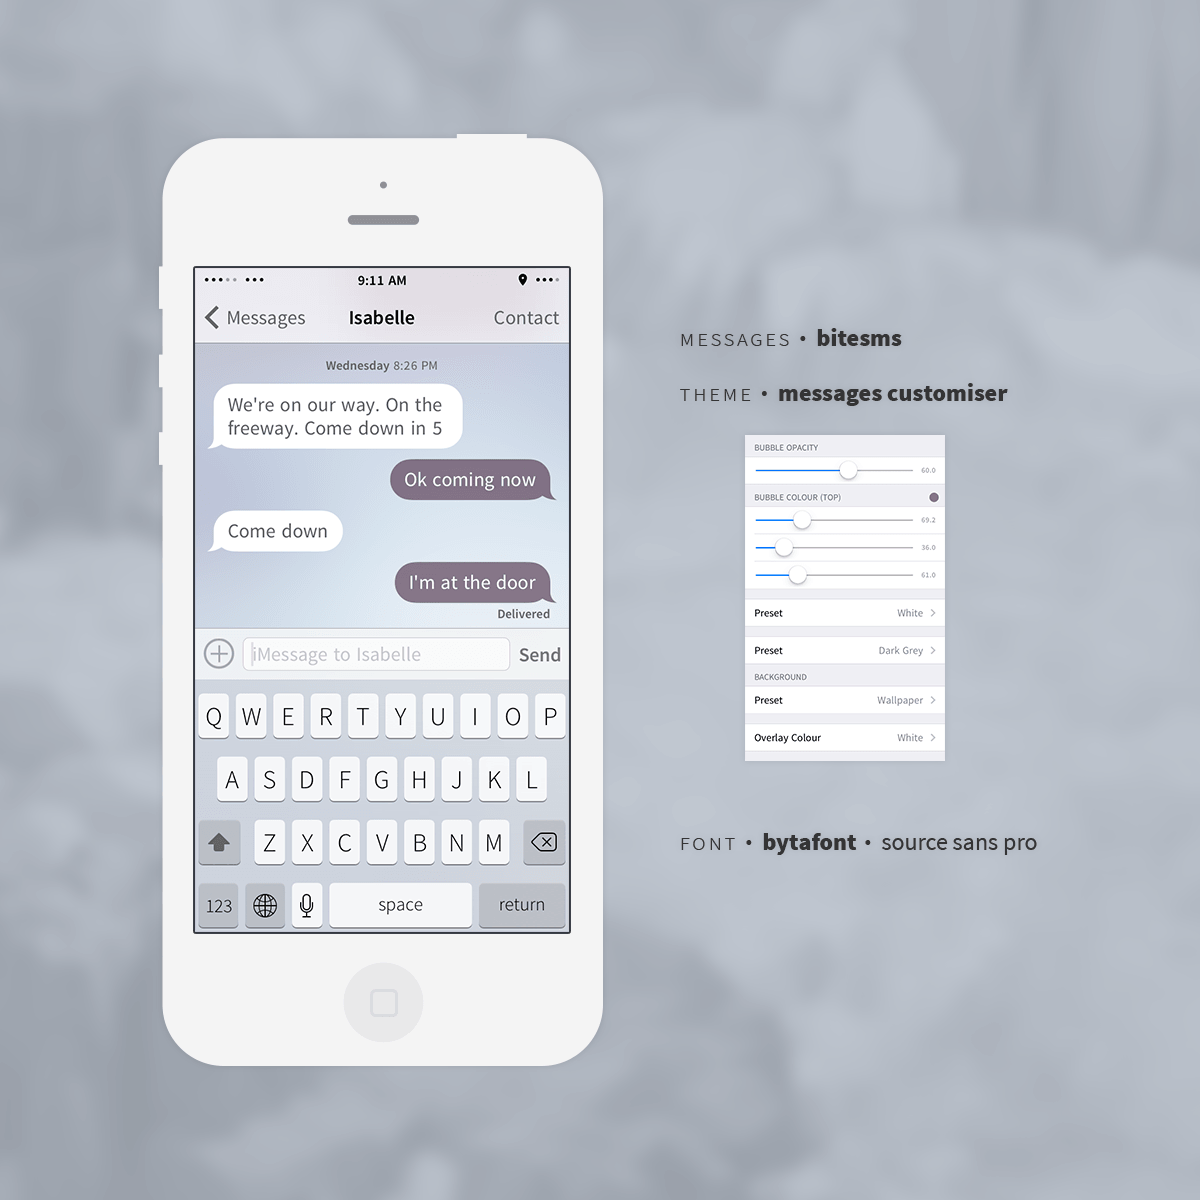 9:11 AM
Messages Isabelle Contact
Wednesday 8:26 PM
We're on our way. On the
freeway. Come down in 5
Ok coming now
Come down
I'm at the door
Delivered
iMessage to Isabelle Send
Q W E R T Y U I O P
A S D F G H J K L
Z X C V B N M
123 space return
MESSAGES • bitesms
THEME • messages customiser
BUBBLE OPACITY
60.0
BUBBLE COLOUR (TOP)
69.2
36.0
61.0
Preset White
Preset Dark Grey
BACKGROUND
Preset Wallpaper
Overlay Colour White
FONT • bytafont • source sans pro